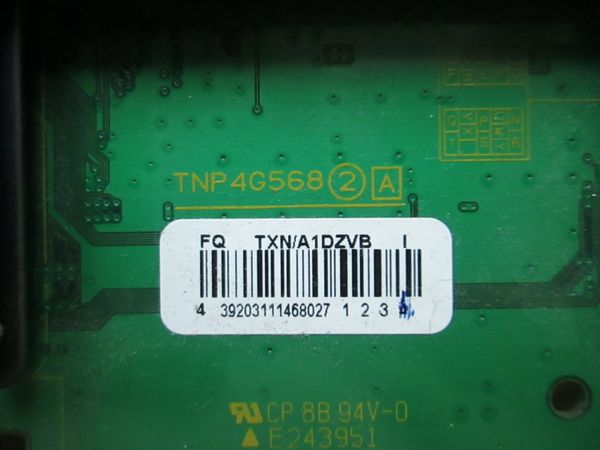 TNP4G568 2 A
FQ TXN/A1DZVB I
4 39203111468027 1 2 3
CP 8B 94V-0
E243951